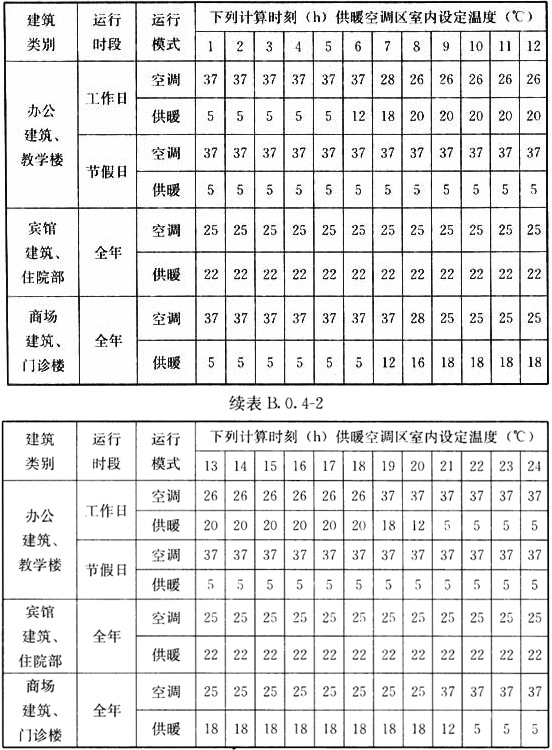 建筑类别 运行时段 运行模式 下列计算时刻（h）供暖空调区室内设定温度（℃）
1 2 3 4 5 6 7 8 9 10 11 12
办公建筑、教学楼 工作日 空调 37 37 37 37 37 37 28 26 26 26 26 26
供暖 5 5 5 5 5 12 18 20 20 20 20 20
节假日 空调 37 37 37 37 37 37 37 37 37 37 37 37
供暖 5 5 5 5 5 5 5 5 5 5 5 5
宾馆建筑、住院部 全年 空调 25 25 25 25 25 25 25 25 25 25 25 25
供暖 22 22 22 22 22 22 22 22 22 22 22 22
商场建筑、门诊楼 全年 空调 37 37 37 37 37 37 37 28 25 25 25 25
供暖 5 5 5 5 5 5 12 16 18 18 18 18
续表 B.0.4-2
建筑类别 运行时段 运行模式 下列计算时刻（h）供暖空调区室内设定温度（℃）
13 14 15 16 17 18 19 20 21 22 23 24
办公建筑、教学楼 工作日 空调 26 26 26 26 26 26 37 37 37 37 37 37
供暖 20 20 20 20 20 20 18 12 5 5 5 5
节假日 空调 37 37 37 37 37 37 37 37 37 37 37 37
供暖 5 5 5 5 5 5 5 5 5 5 5 5
宾馆建筑、住院部 全年 空调 25 25 25 25 25 25 25 25 25 25 25 25
供暖 22 22 22 22 22 22 22 22 22 22 22 22
商场建筑、门诊楼 全年 空调 25 25 25 25 25 25 25 25 37 37 37 37
供暖 18 18 18 18 18 18 18 18 12 5 5 5